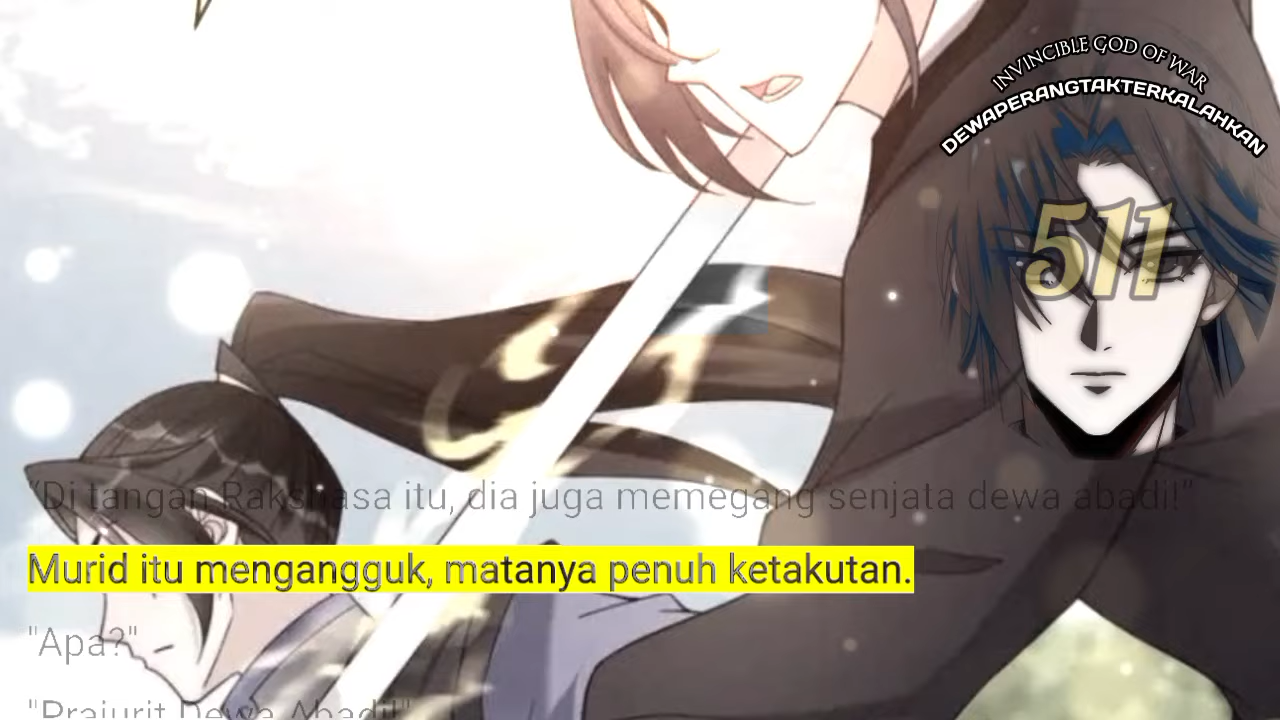 INVINCIBLE GOD OF WAR
DEWAPERANGTAKTERKALAHKAN
511
“Di tangan Rakshasa itu, dia juga memegang senjata dewa abadi!”
Murid itu mengangguk, matanya penuh ketakutan.
"Apa?"
"Prajurit Dewa Abadi!"